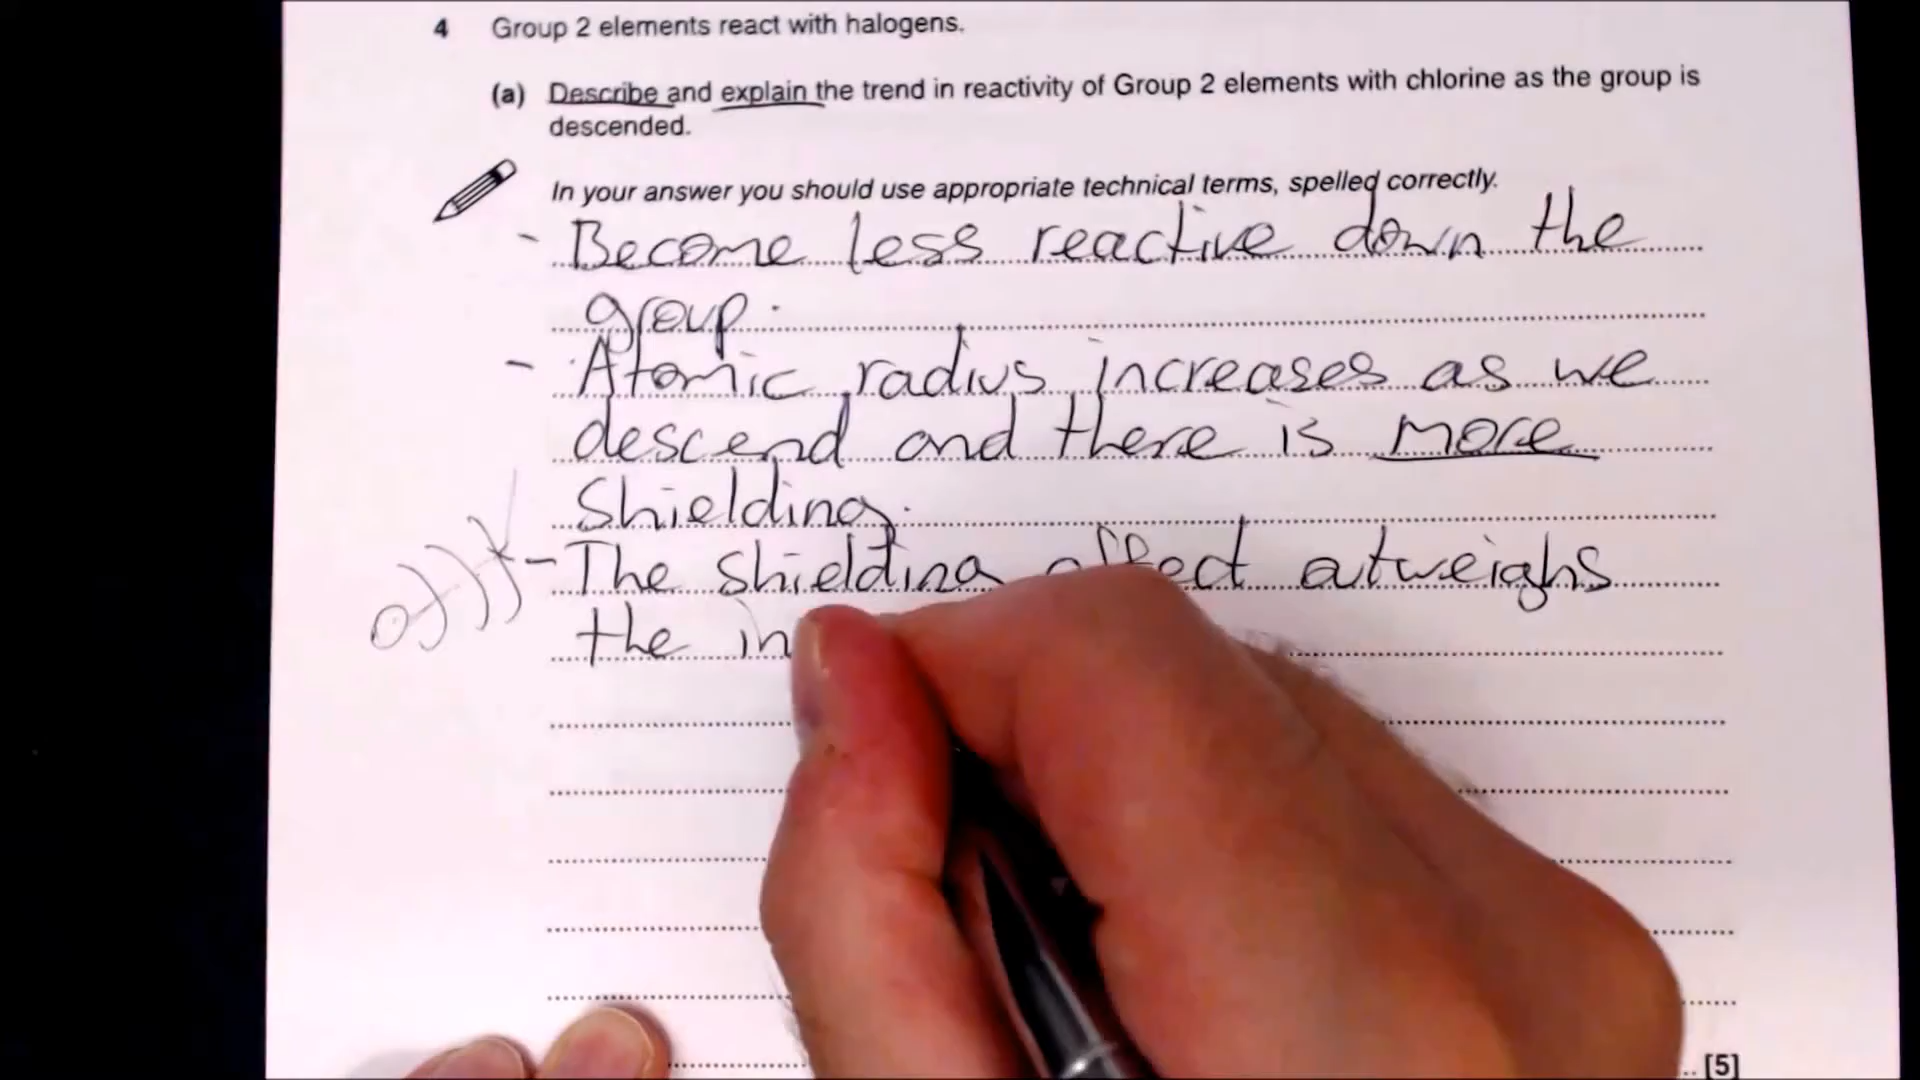 4 Group 2 elements react with halogens.
(a) Describe and explain the trend in reactivity of Group 2 elements with chlorine as the group is
descended.
In your answer you should use appropriate technical terms, spelled correctly.
- Become less reactive down the
group.
- Atomic radius increases as we
descend and there is more
Shielding.
- The shielding outweighs
the in
[5]